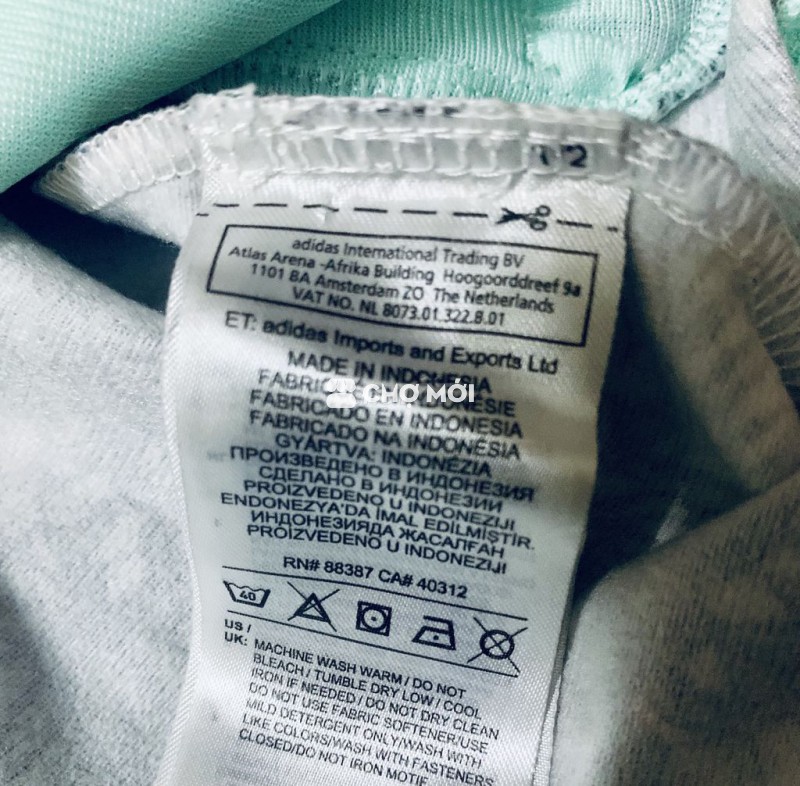 12
adidas International Trading BV
Atlas Arena -Afrika Building Hoogoorddreef 9a
1101 BA Amsterdam ZO The Netherlands
VAT NO. NL 8073.01.322.B.01
ET: adidas Imports and Exports Ltd
MADE IN INDONESIA
CHỢ MỚI
FABRICADO EN INDONESIA
FABRICADO NA INDONÉSIA
GYÁRTVA: INDONÉZIA
ПРОИЗВЕДЕНО В ИНДОНЕЗИЯ
СДЕЛАНО В ИНДОНЕЗИИ
PROIZVEDENO U INDONEZIJI
ENDONEZYA'DA İMAL EDİLMİŞTİR.
ИНДОНЕЗИЯДА ЖАСАЛҒАН
PROIZVEDENO U INDONEZIJI
RN# 88387 CA# 40312
40
US /
UK: MACHINE WASH WARM / DO NOT
BLEACH / TUMBLE DRY LOW / COOL
IRON IF NEEDED / DO NOT DRY CLEAN
DO NOT USE FABRIC SOFTENER/USE
MILD DETERGENT ONLY/WASH WITH
LIKE COLORS/WASH WITH FASTENERS
CLOSED/DO NOT IRON MOTIF